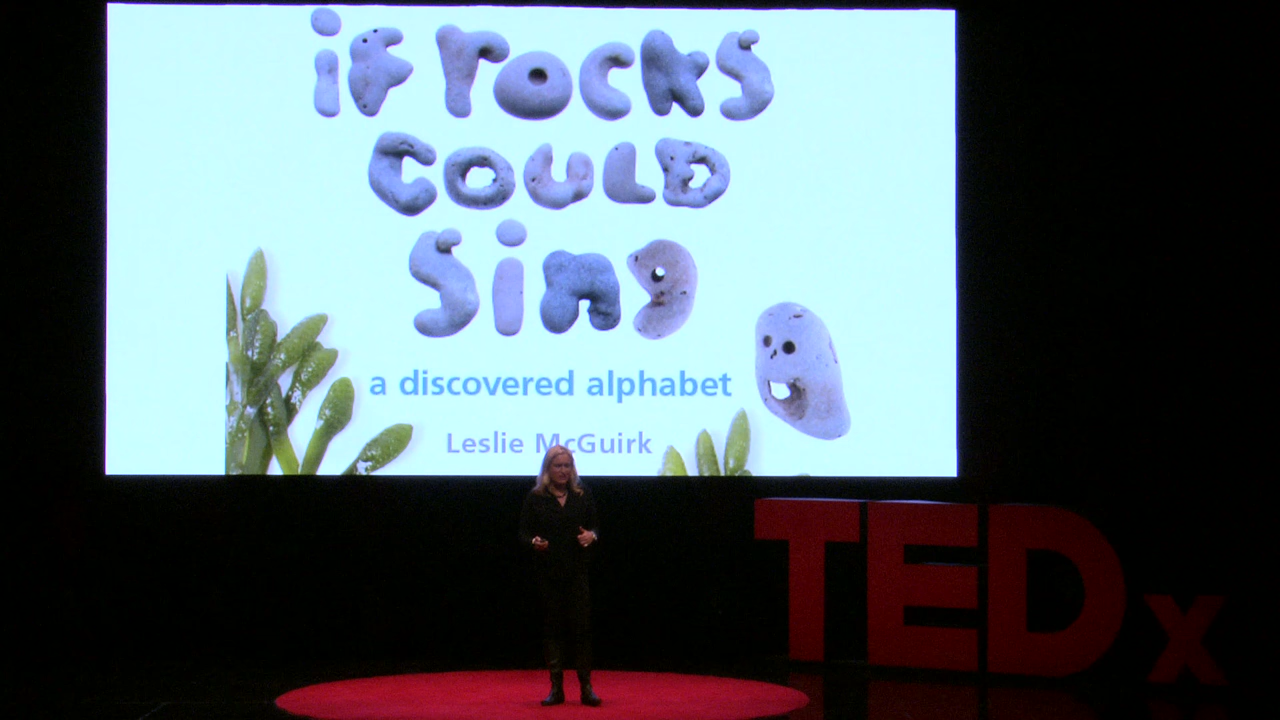 if rocks
could
sing
a discovered alphabet
Leslie McGuirk
TEDx